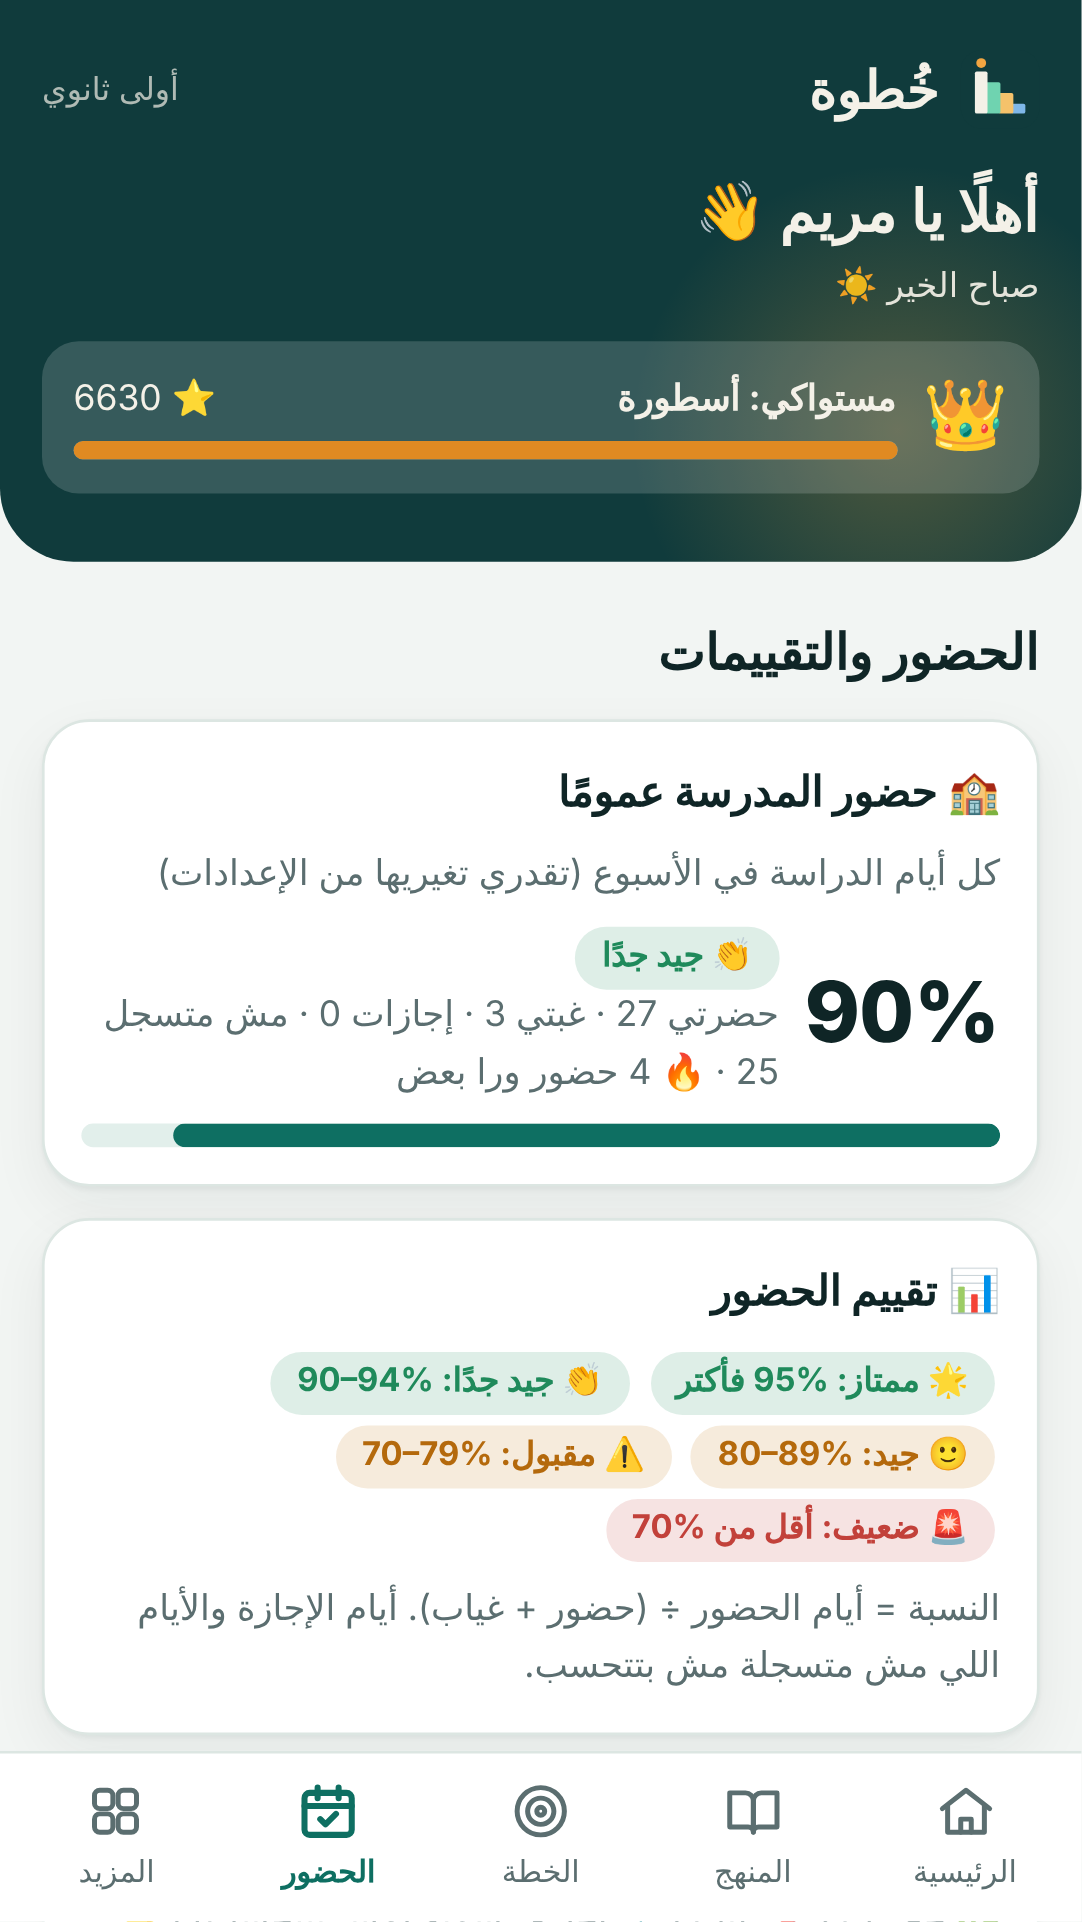 خُطوة
أولى ثانوي
أهلًا يا مريم 👋
صباح الخير ☀️
مستواكي: أسطورة
⭐ 6630
الحضور والتقييمات
🏫 حضور المدرسة عمومًا
كل أيام الدراسة في الأسبوع (تقدري تغيريها من الإعدادات)
90%
👏 جيد جدًا
حضرتي 27 · غبتي 3 · إجازات 0 · مش متسجل
25 · 🔥 4 حضور ورا بعض
📊 تقييم الحضور
🌟 ممتاز: 95% فأكتر
👏 جيد جدًا: 90–94%
🙂 جيد: 80–89%
⚠️ مقبول: 70–79%
🚨 ضعيف: أقل من 70%
النسبة = أيام الحضور ÷ (حضور + غياب). أيام الإجازة والأيام
اللي مش متسجلة مش بتتحسب.
الرئيسية
المنهج
الخطة
الحضور
المزيد